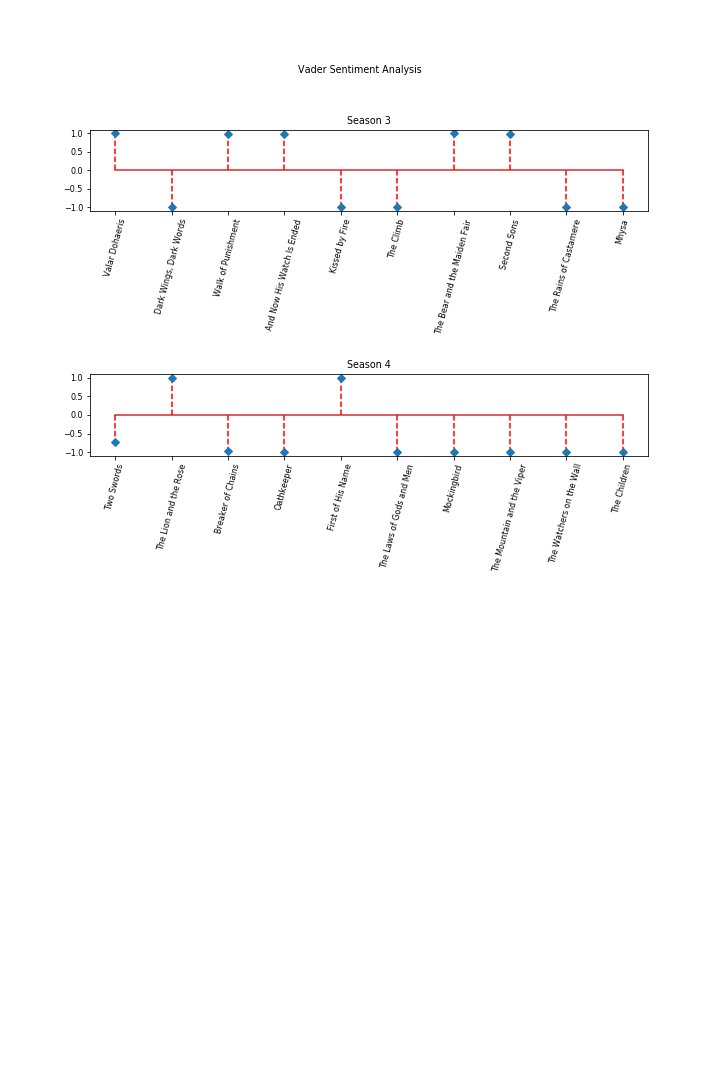 Vader Sentiment Analysis
Season 3
1.0
0.5
0.0
−0.5
−1.0
Valar Dohaeris
Dark Wings, Dark Words
Walk of Punishment
And Now His Watch Is Ended
Kissed by Fire
The Climb
The Bear and the Maiden Fair
Second Sons
The Rains of Castamere
Mhysa
Season 4
1.0
0.5
0.0
−0.5
−1.0
Two Swords
The Lion and the Rose
Breaker of Chains
Oathkeeper
First of His Name
The Laws of Gods and Men
Mockingbird
The Mountain and the Viper
The Watchers on the Wall
The Children